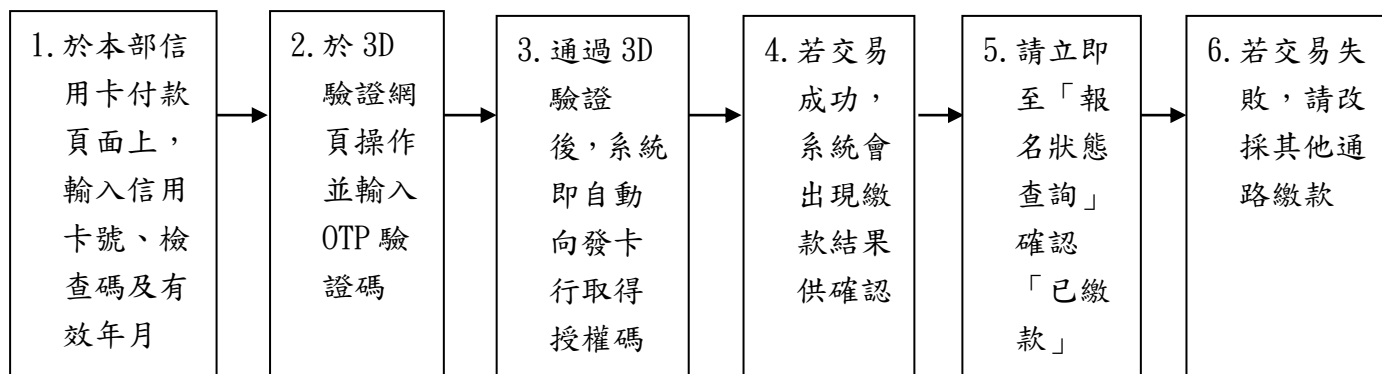 1.於本部信
用卡付款
頁面上，
輸入信用
卡號、檢
查碼及有
效年月
2.於 3D
驗證網
頁操作
並輸入
OTP 驗
證碼
3.通過 3D
驗證
後，系統
即自動
向發卡
行取得
授權碼
4.若交易
成功，
系統會
出現繳
款結果
供確認
5.請立即
至「報
名狀態
查詢」
確認
「已繳
款」
6.若交易失
敗，請改
採其他通
路繳款